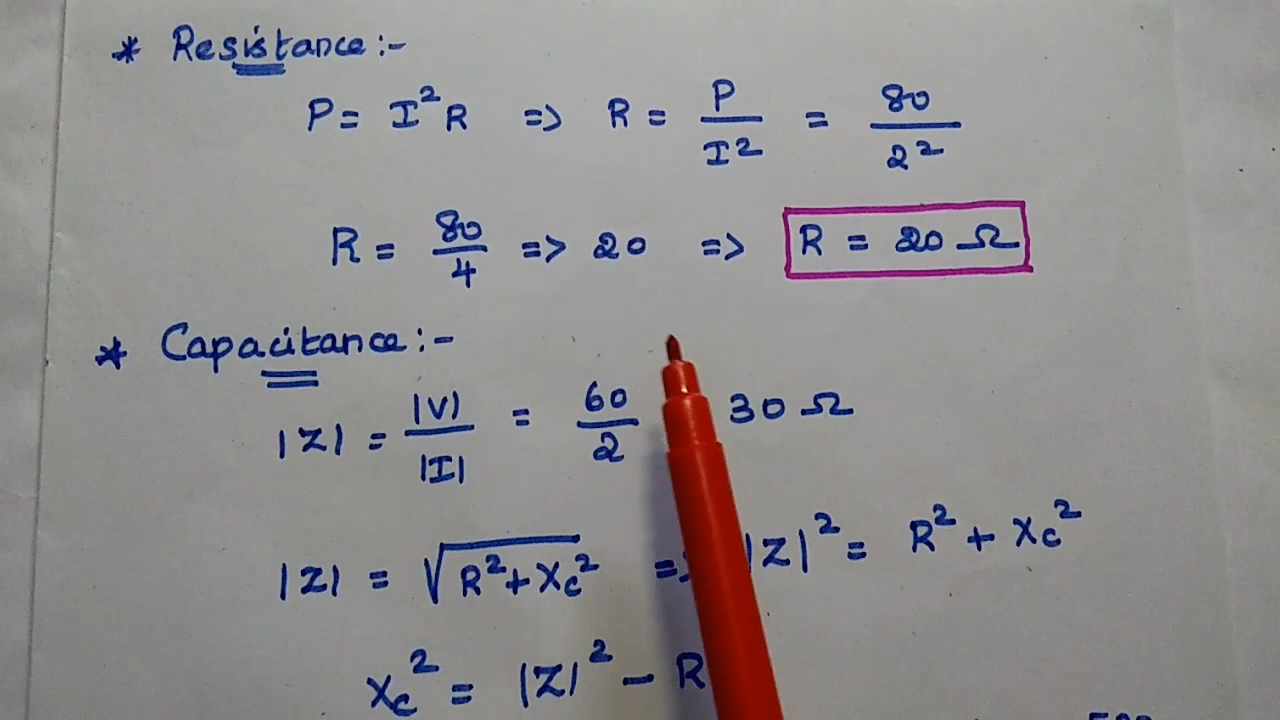 * Resistance :-
P = I² R => R = P/I² = 80/2²
R = 80/4 => 20 => R = 20 Ω
* Capacitance :-
|Z| = |V|/|I| = 60/2 30 Ω
|Z| = √(R² + Xc²) => |Z|² = R² + Xc²
Xc² = |Z|² - R